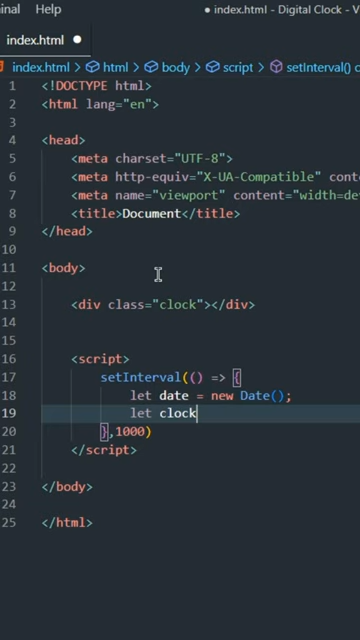 inal Help
● index.html - Digital Clock - V
index.html ●
index.html > html > body > script > setInterval() c
1 <!DOCTYPE html>
2 <html lang="en">
3
4 <head>
5 <meta charset="UTF-8">
6 <meta http-equiv="X-UA-Compatible" cont
7 <meta name="viewport" content="width=de
8 <title>Document</title>
9 </head>
10
11 <body>
12
13 <div class="clock"></div>
14
15
16 <script>
17 setInterval(() => {
18 let date = new Date();
19 let clock
20 },1000)
21 </script>
22
23 </body>
24
25 </html>